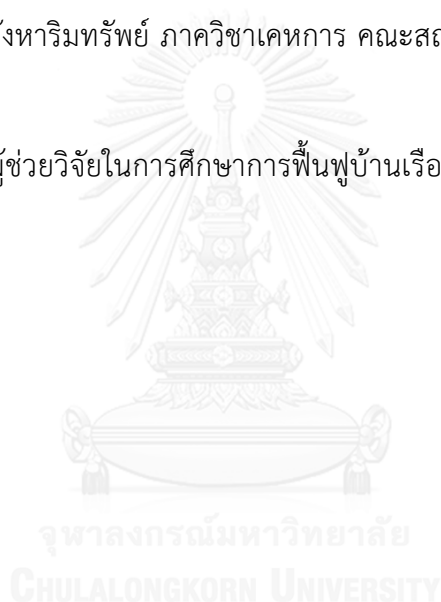 ังหาริมทรัพย์ ภาควิชาเคหการ คณะสถ
ผู้ช่วยวิจัยในการศึกษาการฟื้นฟูบ้านเรือ
จุฬาลงกรณ์มหาวิทยาลัย
CHULALONGKORN UNIVERSITY